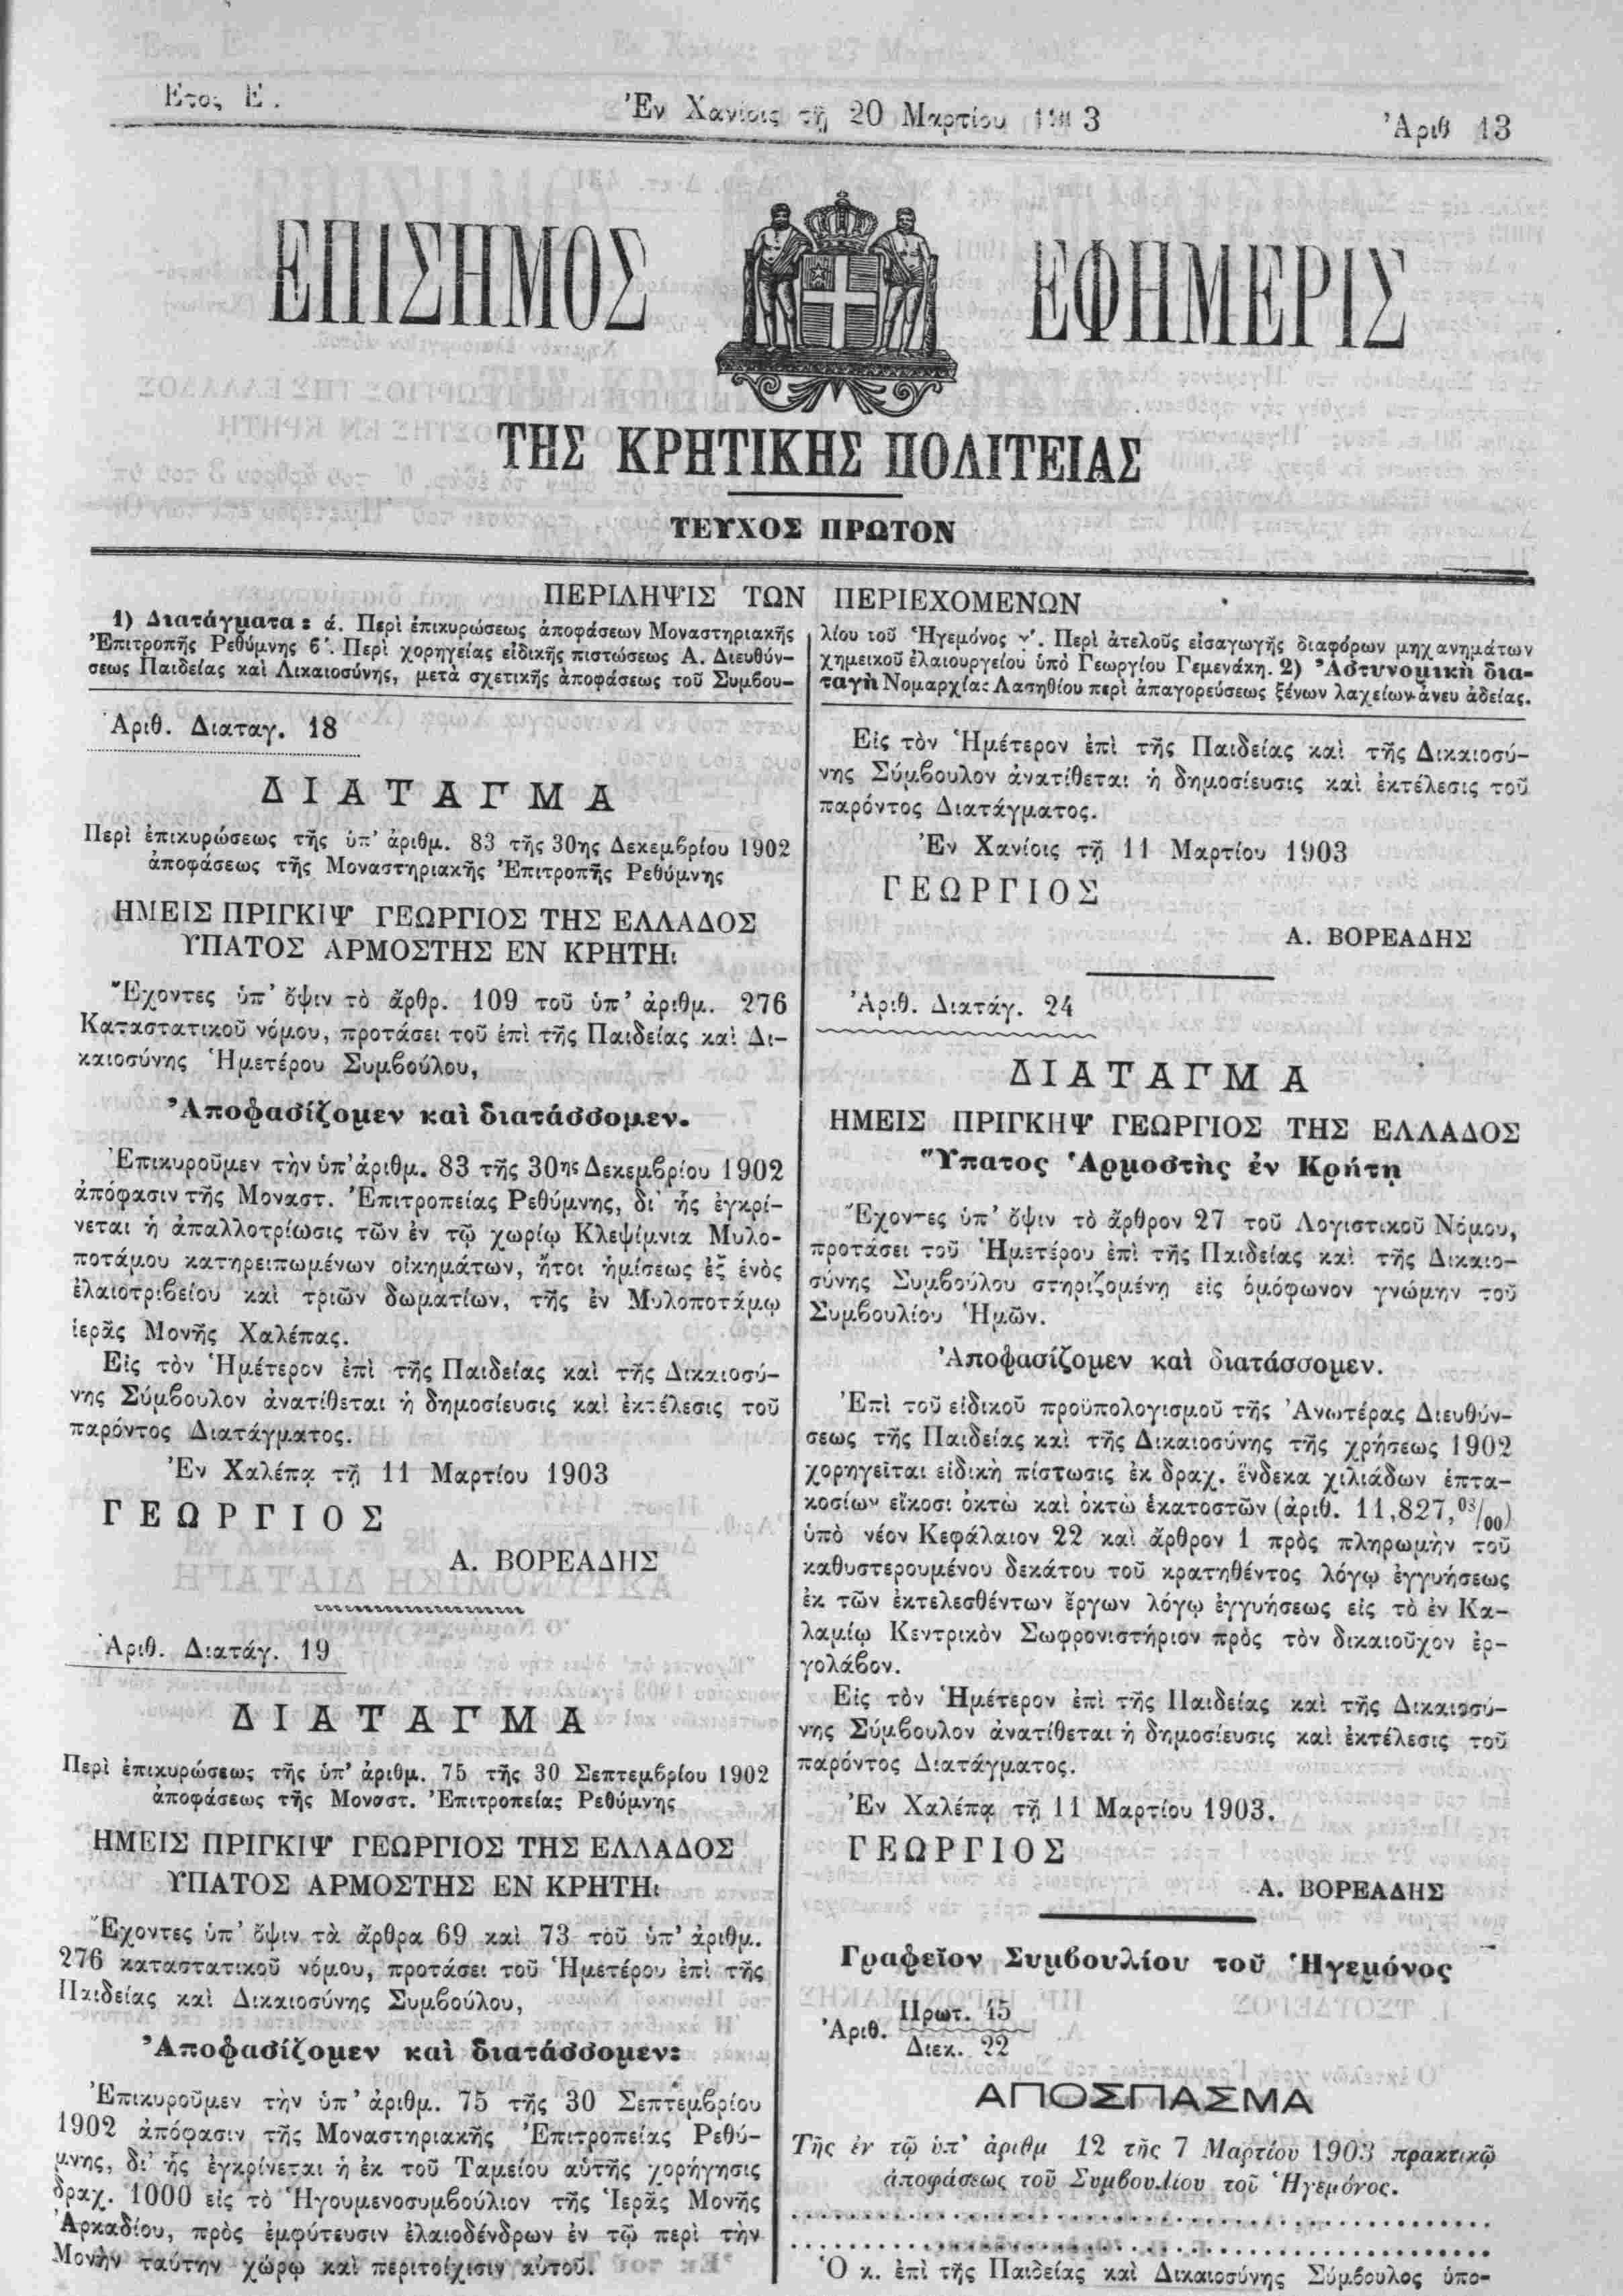 Ἔτος Ε΄.
Ἐν Χανίοις τῇ 20 Μαρτίου 1903
Ἀριθ 13
ΕΠΙΣΗΜΟΣ ΕΦΗΜΕΡΙΣ
ΤΗΣ ΚΡΗΤΙΚΗΣ ΠΟΛΙΤΕΙΑΣ
ΤΕΥΧΟΣ ΠΡΩΤΟΝ
ΠΕΡΙΛΗΨΙΣ ΤΩΝ ΠΕΡΙΕΧΟΜΕΝΩΝ
1) Διατάγματα: ά. Περὶ ἐπικυρώσεως ἀποφάσεων Μοναστηριακῆς
Ἐπιτροπῆς Ρεθύμνης ϐ΄. Περὶ χορηγείας εἰδικῆς πιστώσεως Α. Διευθύν-
σεως Παιδείας καὶ Δικαιοσύνης, μετὰ σχετικῆς ἀποφάσεως τοῦ Συμϐου-
λίου τοῦ Ἡγεμόνος γ΄. Περὶ ἀτελοῦς εἰσαγωγῆς διαφόρων μηχανημάτων
χημεικοῦ ἐλαιουργείου ὑπὸ Γεωργίου Γεμενάκη. 2) Ἀστυνομικὴ δια-
ταγὴ Νομαρχίας Λασηθίου περὶ ἀπαγορεύσεως ξένων λαχείων ἄνευ ἀδείας.
Ἀριθ. Διαταγ. 18
ΔΙΑΤΑΓΜΑ
Περὶ ἐπικυρώσεως τῆς ὑπ' ἀριθμ. 83 τῆς 30ης Δεκεμϐρίου 1902
ἀποφάσεως τῆς Μοναστηριακῆς Ἐπιτροπῆς Ρεθύμνης
ΗΜΕΙΣ ΠΡΙΓΚΙΨ ΓΕΩΡΓΙΟΣ ΤΗΣ ΕΛΛΑΔΟΣ
ΥΠΑΤΟΣ ΑΡΜΟΣΤΗΣ ΕΝ ΚΡΗΤΗι
Ἔχοντες ὑπ' ὄψιν τὸ ἄρθρ. 109 τοῦ ὑπ' ἀριθμ. 276
Καταστατικοῦ νόμου, προτάσει τοῦ ἐπὶ τῆς Παιδείας καὶ Δι-
καιοσύνης Ἡμετέρου Συμϐούλου,
Ἀποφασίζομεν καὶ διατάσσομεν.
Ἐπικυροῦμεν τὴν ὑπ' ἀριθμ. 83 τῆς 30ης Δεκεμϐρίου 1902
ἀπόφασιν τῆς Μοναστ. Ἐπιτροπείας Ρεθύμνης, δι' ἧς ἐγκρί-
νεται ἡ ἀπαλλοτρίωσις τῶν ἐν τῷ χωρίῳ Κλεψίμνια Μυλο-
ποτάμου κατηρειπωμένων οἰκημάτων, ἤτοι ἡμίσεως ἐξ ἑνὸς
ἐλαιοτριϐείου καὶ τριῶν δωματίων, τῆς ἐν Μυλοποτάμῳ
ἱερᾶς Μονῆς Χαλέπας.
Εἰς τὸν Ἡμέτερον ἐπὶ τῆς Παιδείας καὶ τῆς Δικαιοσύ-
νης Σύμϐουλον ἀνατίθεται ἡ δημοσίευσις καὶ ἐκτέλεσις τοῦ
παρόντος Διατάγματος.
Ἐν Χαλέπᾳ τῇ 11 Μαρτίου 1903
ΓΕΩΡΓΙΟΣ
Α. ΒΟΡΕΑΔΗΣ
Ἀριθ. Διατάγ. 19
ΔΙΑΤΑΓΜΑ
Περὶ ἐπικυρώσεως τῆς ὑπ' ἀριθμ. 75 τῆς 30 Σεπτεμϐρίου 1902
ἀποφάσεως τῆς Μοναστ. Ἐπιτροπείας Ρεθύμνης
ΗΜΕΙΣ ΠΡΙΓΚΙΨ ΓΕΩΡΓΙΟΣ ΤΗΣ ΕΛΛΑΔΟΣ
ΥΠΑΤΟΣ ΑΡΜΟΣΤΗΣ ΕΝ ΚΡΗΤΗι
Ἔχοντες ὑπ' ὄψιν τὰ ἄρθρα 69 καὶ 73 τοῦ ὑπ' ἀριθμ.
276 καταστατικοῦ νόμου, προτάσει τοῦ Ἡμετέρου ἐπὶ τῆς
Παιδείας καὶ Δικαιοσύνης Συμϐούλου,
Ἀποφασίζομεν καὶ διατάσσομεν:
Ἐπικυροῦμεν τὴν ὑπ' ἀριθμ. 75 τῆς 30 Σεπτεμϐρίου
1902 ἀπόφασιν τῆς Μοναστηριακῆς Ἐπιτροπείας Ρεθύ-
μνης, δι' ἧς ἐγκρίνεται ἡ ἐκ τοῦ Ταμείου αὐτῆς χορήγησις
δραχ. 1000 εἰς τὸ Ἡγουμενοσυμϐούλιον τῆς Ἱερᾶς Μονῆς
Ἀρκαδίου, πρὸς ἐμφύτευσιν ἐλαιοδένδρων ἐν τῷ περὶ τὴν
Μονὴν ταύτην χώρῳ καὶ περιτοίχισιν αὐτοῦ.
Εἰς τὸν Ἡμέτερον ἐπὶ τῆς Παιδείας καὶ τῆς Δικαιοσύ-
νης Σύμϐουλον ἀνατίθεται ἡ δημοσίευσις καὶ ἐκτέλεσις τοῦ
παρόντος Διατάγματος.
Ἐν Χανίοις τῇ 11 Μαρτίου 1903
ΓΕΩΡΓΙΟΣ
Α. ΒΟΡΕΑΔΗΣ
Ἀριθ. Διατάγ. 24
ΔΙΑΤΑΓΜΑ
ΗΜΕΙΣ ΠΡΙΓΚΗΨ ΓΕΩΡΓΙΟΣ ΤΗΣ ΕΛΛΑΔΟΣ
Ὕπατος Ἁρμοστὴς ἐν Κρήτῃ
Ἔχοντες ὑπ' ὄψιν τὸ ἄρθρον 27 τοῦ Λογιστικοῦ Νόμου,
προτάσει τοῦ Ἡμετέρου ἐπὶ τῆς Παιδείας καὶ τῆς Δικαιο-
σύνης Συμϐούλου στηριζομένη εἰς ὁμόφωνον γνώμην τοῦ
Συμϐουλίου Ἡμῶν.
Ἀποφασίζομεν καὶ διατάσσομεν.
Ἐπὶ τοῦ εἰδικοῦ προϋπολογισμοῦ τῆς Ἀνωτέρας Διευθύν-
σεως τῆς Παιδείας καὶ τῆς Δικαιοσύνης τῆς χρήσεως 1902
χορηγεῖται εἰδικὴ πίστωσις ἐκ δραχ. ἕνδεκα χιλιάδων ἑπτα-
κοσίων εἴκοσι ὀκτὼ καὶ ὀκτὼ ἑκατοστῶν (ἀριθ. 11,827,⁰⁸/₀₀)
ὑπὸ νέον Κεφάλαιον 22 καὶ ἄρθρον 1 πρὸς πληρωμὴν τοῦ
καθυστερουμένου δεκάτου τοῦ κρατηθέντος λόγῳ ἐγγυήσεως
ἐκ τῶν ἐκτελεσθέντων ἔργων λόγῳ ἐγγυήσεως εἰς τὸ ἐν Κα-
λαμίῳ Κεντρικὸν Σωφρονιστήριον πρὸς τὸν δικαιοῦχον ἐρ-
γολάϐον.
Εἰς τὸν Ἡμέτερον ἐπὶ τῆς Παιδείας καὶ τῆς Δικαιοσύ-
νης Σύμϐουλον ἀνατίθεται ἡ δημοσίευσις καὶ ἐκτέλεσις τοῦ
παρόντος Διατάγματος.
Ἐν Χαλέπᾳ τῇ 11 Μαρτίου 1903.
ΓΕΩΡΓΙΟΣ
Α. ΒΟΡΕΑΔΗΣ
Γραφεῖον Συμϐουλίου τοῦ Ἡγεμόνος
Πρωτ. 15
Ἀριθ.
Διεκ. 22
ΑΠΟΣΠΑΣΜΑ
Τῆς ἐν τῷ ὑπ' ἀριθμ 12 τῆς 7 Μαρτίου 1903 πρακτικῷ
ἀποφάσεως τοῦ Συμϐουλίου τοῦ Ἡγεμόνος.
Ὁ κ. ἐπὶ τῆς Παιδείας καὶ Δικαιοσύνης Σύμϐουλος ὑπο-